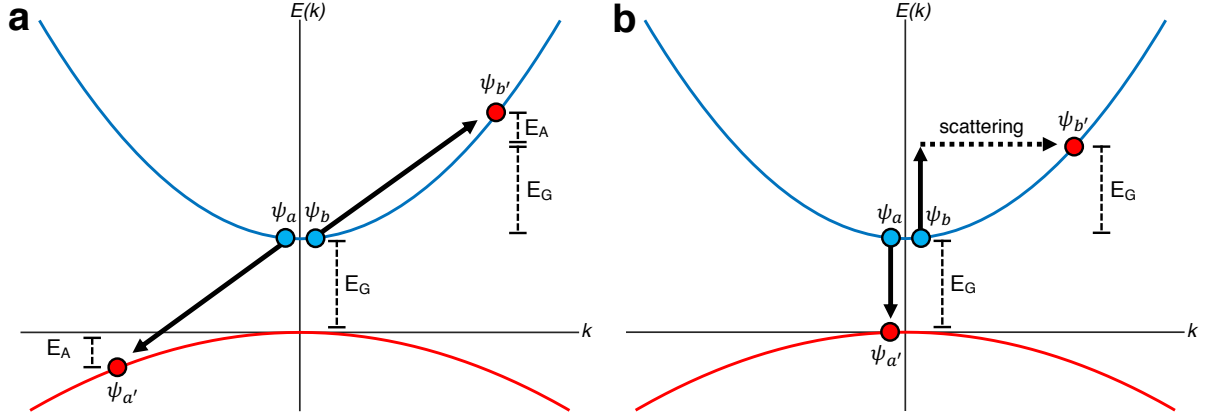 a
E(k)
ψb′
EA
EG
ψa ψb
EG
k
EA
ψa′
b
E(k)
scattering
ψb′
EG
ψa ψb
EG
k
ψa′